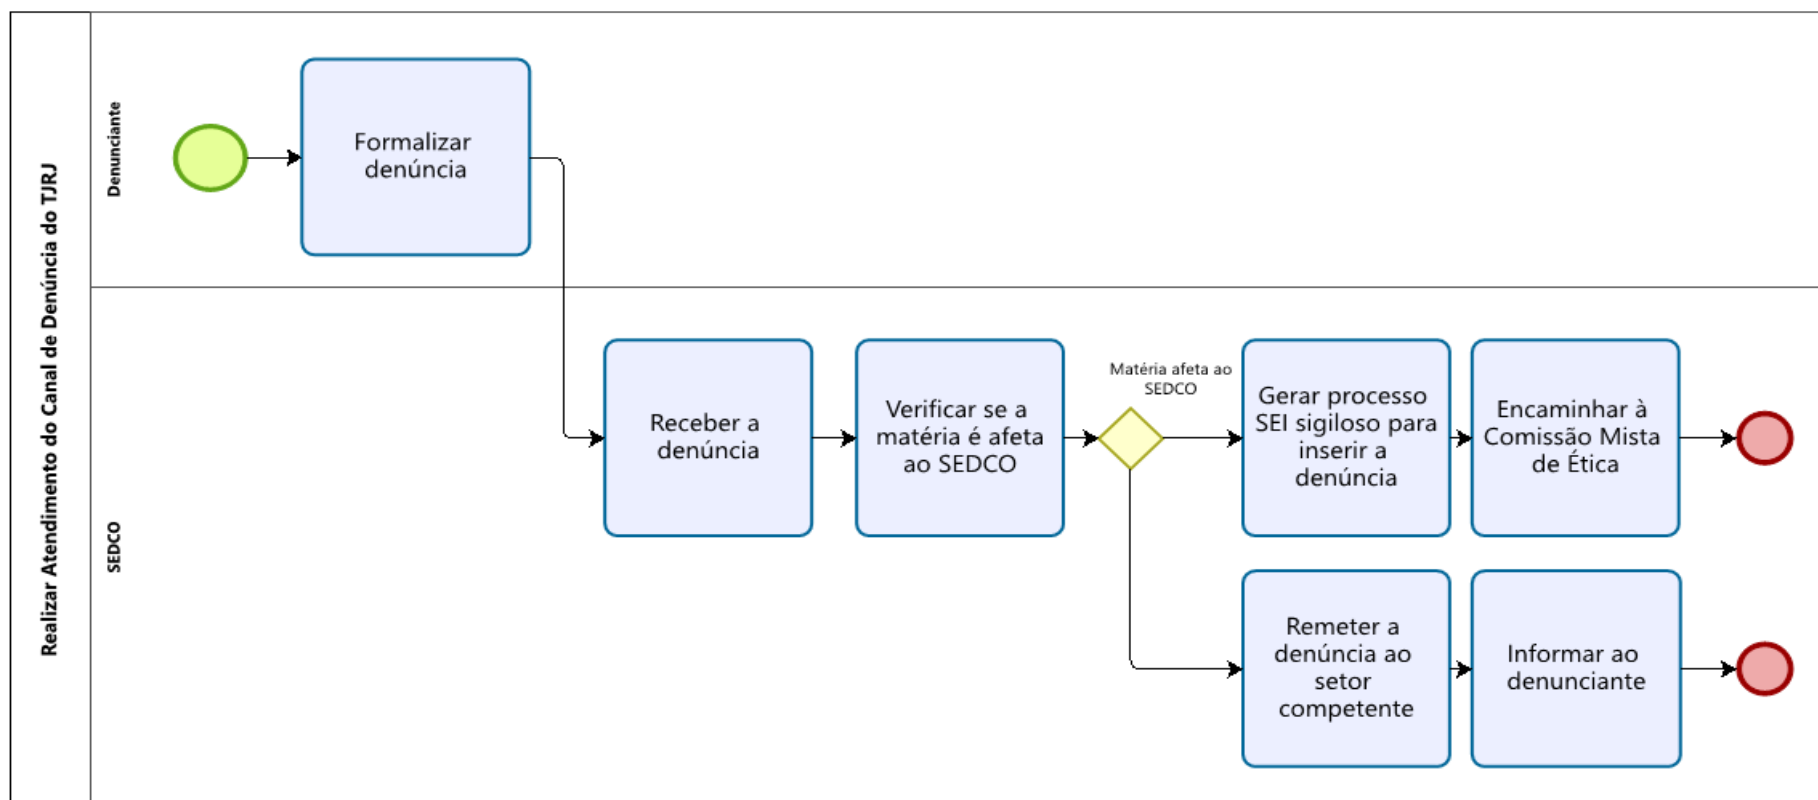 Realizar Atendimento do Canal de Denúncia do TJRJ
Denunciante
Formalizar
denúncia
SEDCO
Receber a
denúncia
Verificar se a
matéria é afeta
ao SEDCO
Matéria afeta ao
SEDCO
Gerar processo
SEI sigiloso para
inserir a
denúncia
Encaminhar à
Comissão Mista
de Ética
Remeter a
denúncia ao
setor
competente
Informar ao
denunciante